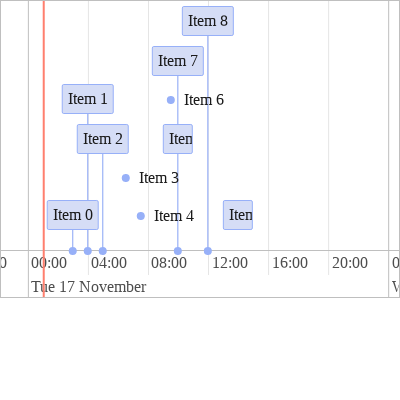 Item 8
Item 7
Item 1
Item 6
Item 2
Item 3
Item 0
Item 4
00:00 04:00 08:00 12:00 16:00 20:00
Tue 17 November